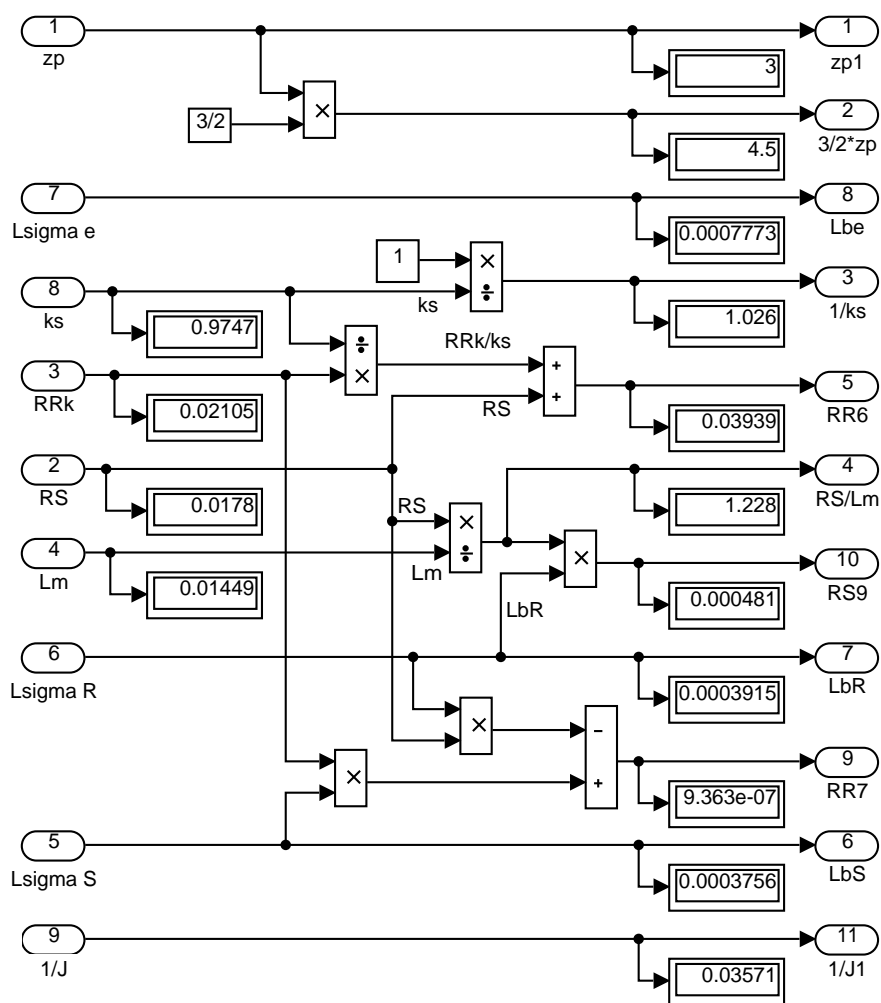 1
1
zp
zp1
3
×
3/2
2
3/2*zp
4.5
7
8
Lsigma e
Lbe
0.0007773
1
×
÷
8
3
ks
ks
1/ks
0.9747
1.026
÷
×
RRk/ks
+
+
3
5
RRk
RS
RR6
0.02105
0.03939
2
4
RS
RS
RS/Lm
0.0178
1.228
×
÷
4
10
Lm
Lm
×
RS9
0.01449
0.000481
LbR
6
7
Lsigma R
LbR
0.0003915
×
-
×
+
9
RR7
9.363e-07
5
6
Lsigma S
LbS
0.0003756
9
11
1/J
1/J1
0.03571